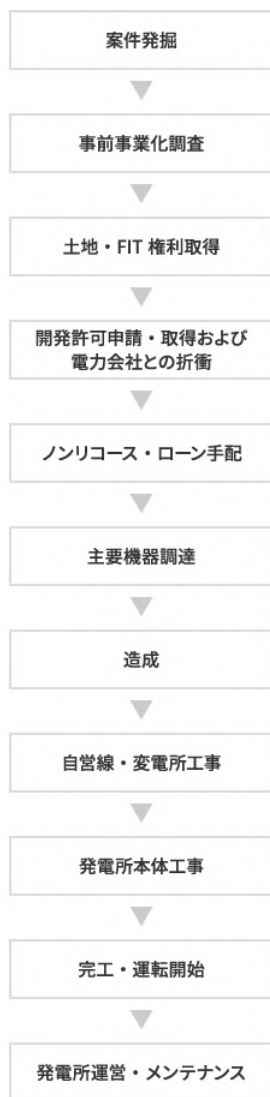 案件発掘
事前事業化調査
土地・FIT 権利取得
開発許可申請・取得および
電力会社との折衝
ノンリコース・ローン手配
主要機器調達
造成
自営線・変電所工事
発電所本体工事
完工・運転開始
発電所運営・メンテナンス